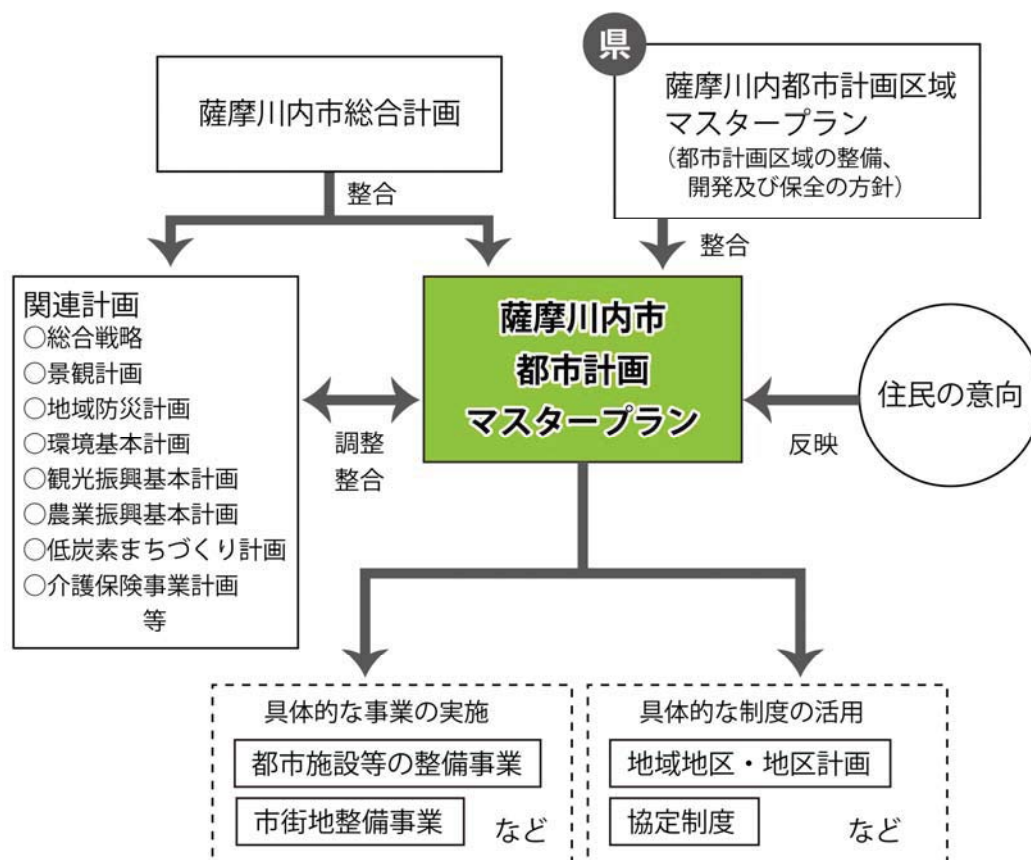 県
薩摩川内市総合計画
薩摩川内都市計画区域
マスタープラン
（都市計画区域の整備、
開発及び保全の方針）
整合
整合
関連計画
○総合戦略
○景観計画
○地域防災計画
○環境基本計画
○観光振興基本計画
○農業振興基本計画
○低炭素まちづくり計画
○介護保険事業計画
等
調整
整合
薩摩川内市
都市計画
マスタープラン
反映
住民の意向
具体的な事業の実施
都市施設等の整備事業
市街地整備事業
など
具体的な制度の活用
地域地区・地区計画
協定制度
など